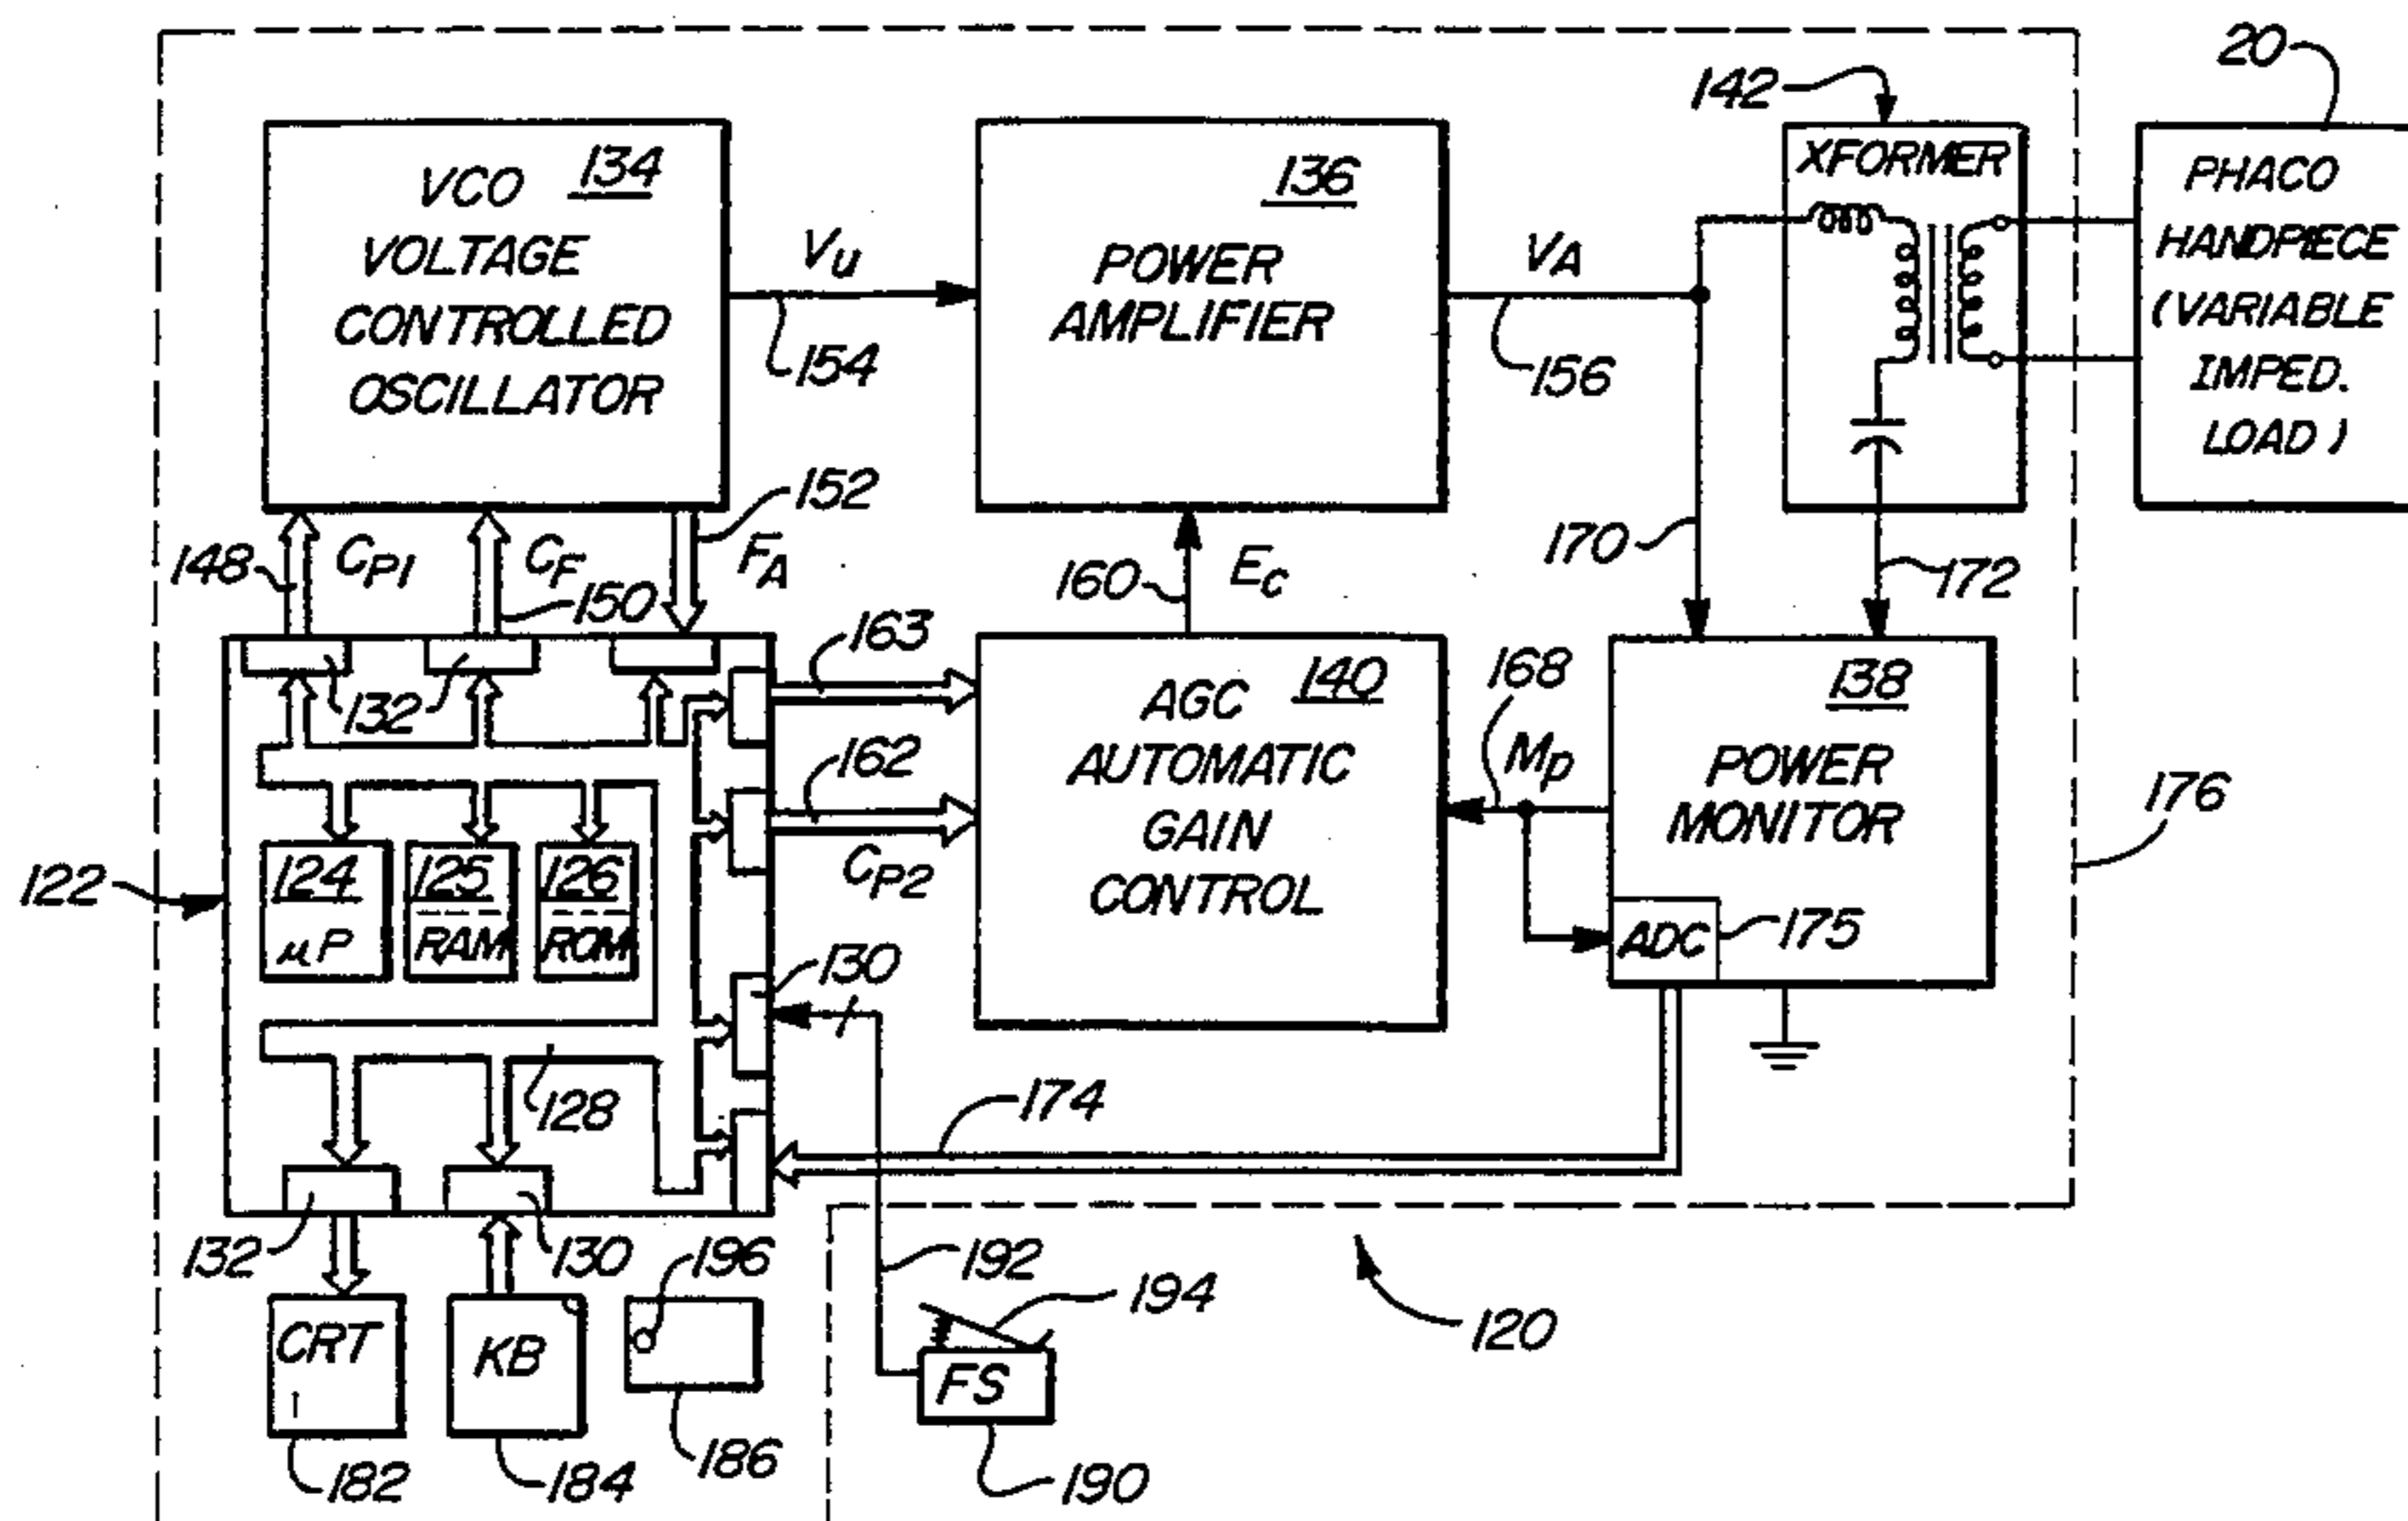 20
142
VCO
134
VOLTAGE
CONTROLLED
OSCILLATOR
Vu
154
136
POWER
AMPLIFIER
VA
156
XFORMER
PHACO
HANDPIECE
(VARIABLE
IMPED.
LOAD)
148
CP1
CF
150
152
FA
160
EC
170
172
132
163
162
CP2
AGC
140
AUTOMATIC
GAIN
CONTROL
168
MP
138
POWER
MONITOR
ADC
175
176
122
124
μP
125
RAM
126
ROM
130
128
174
132
130
196
192
194
120
CRT
KB
FS
182
184
186
190